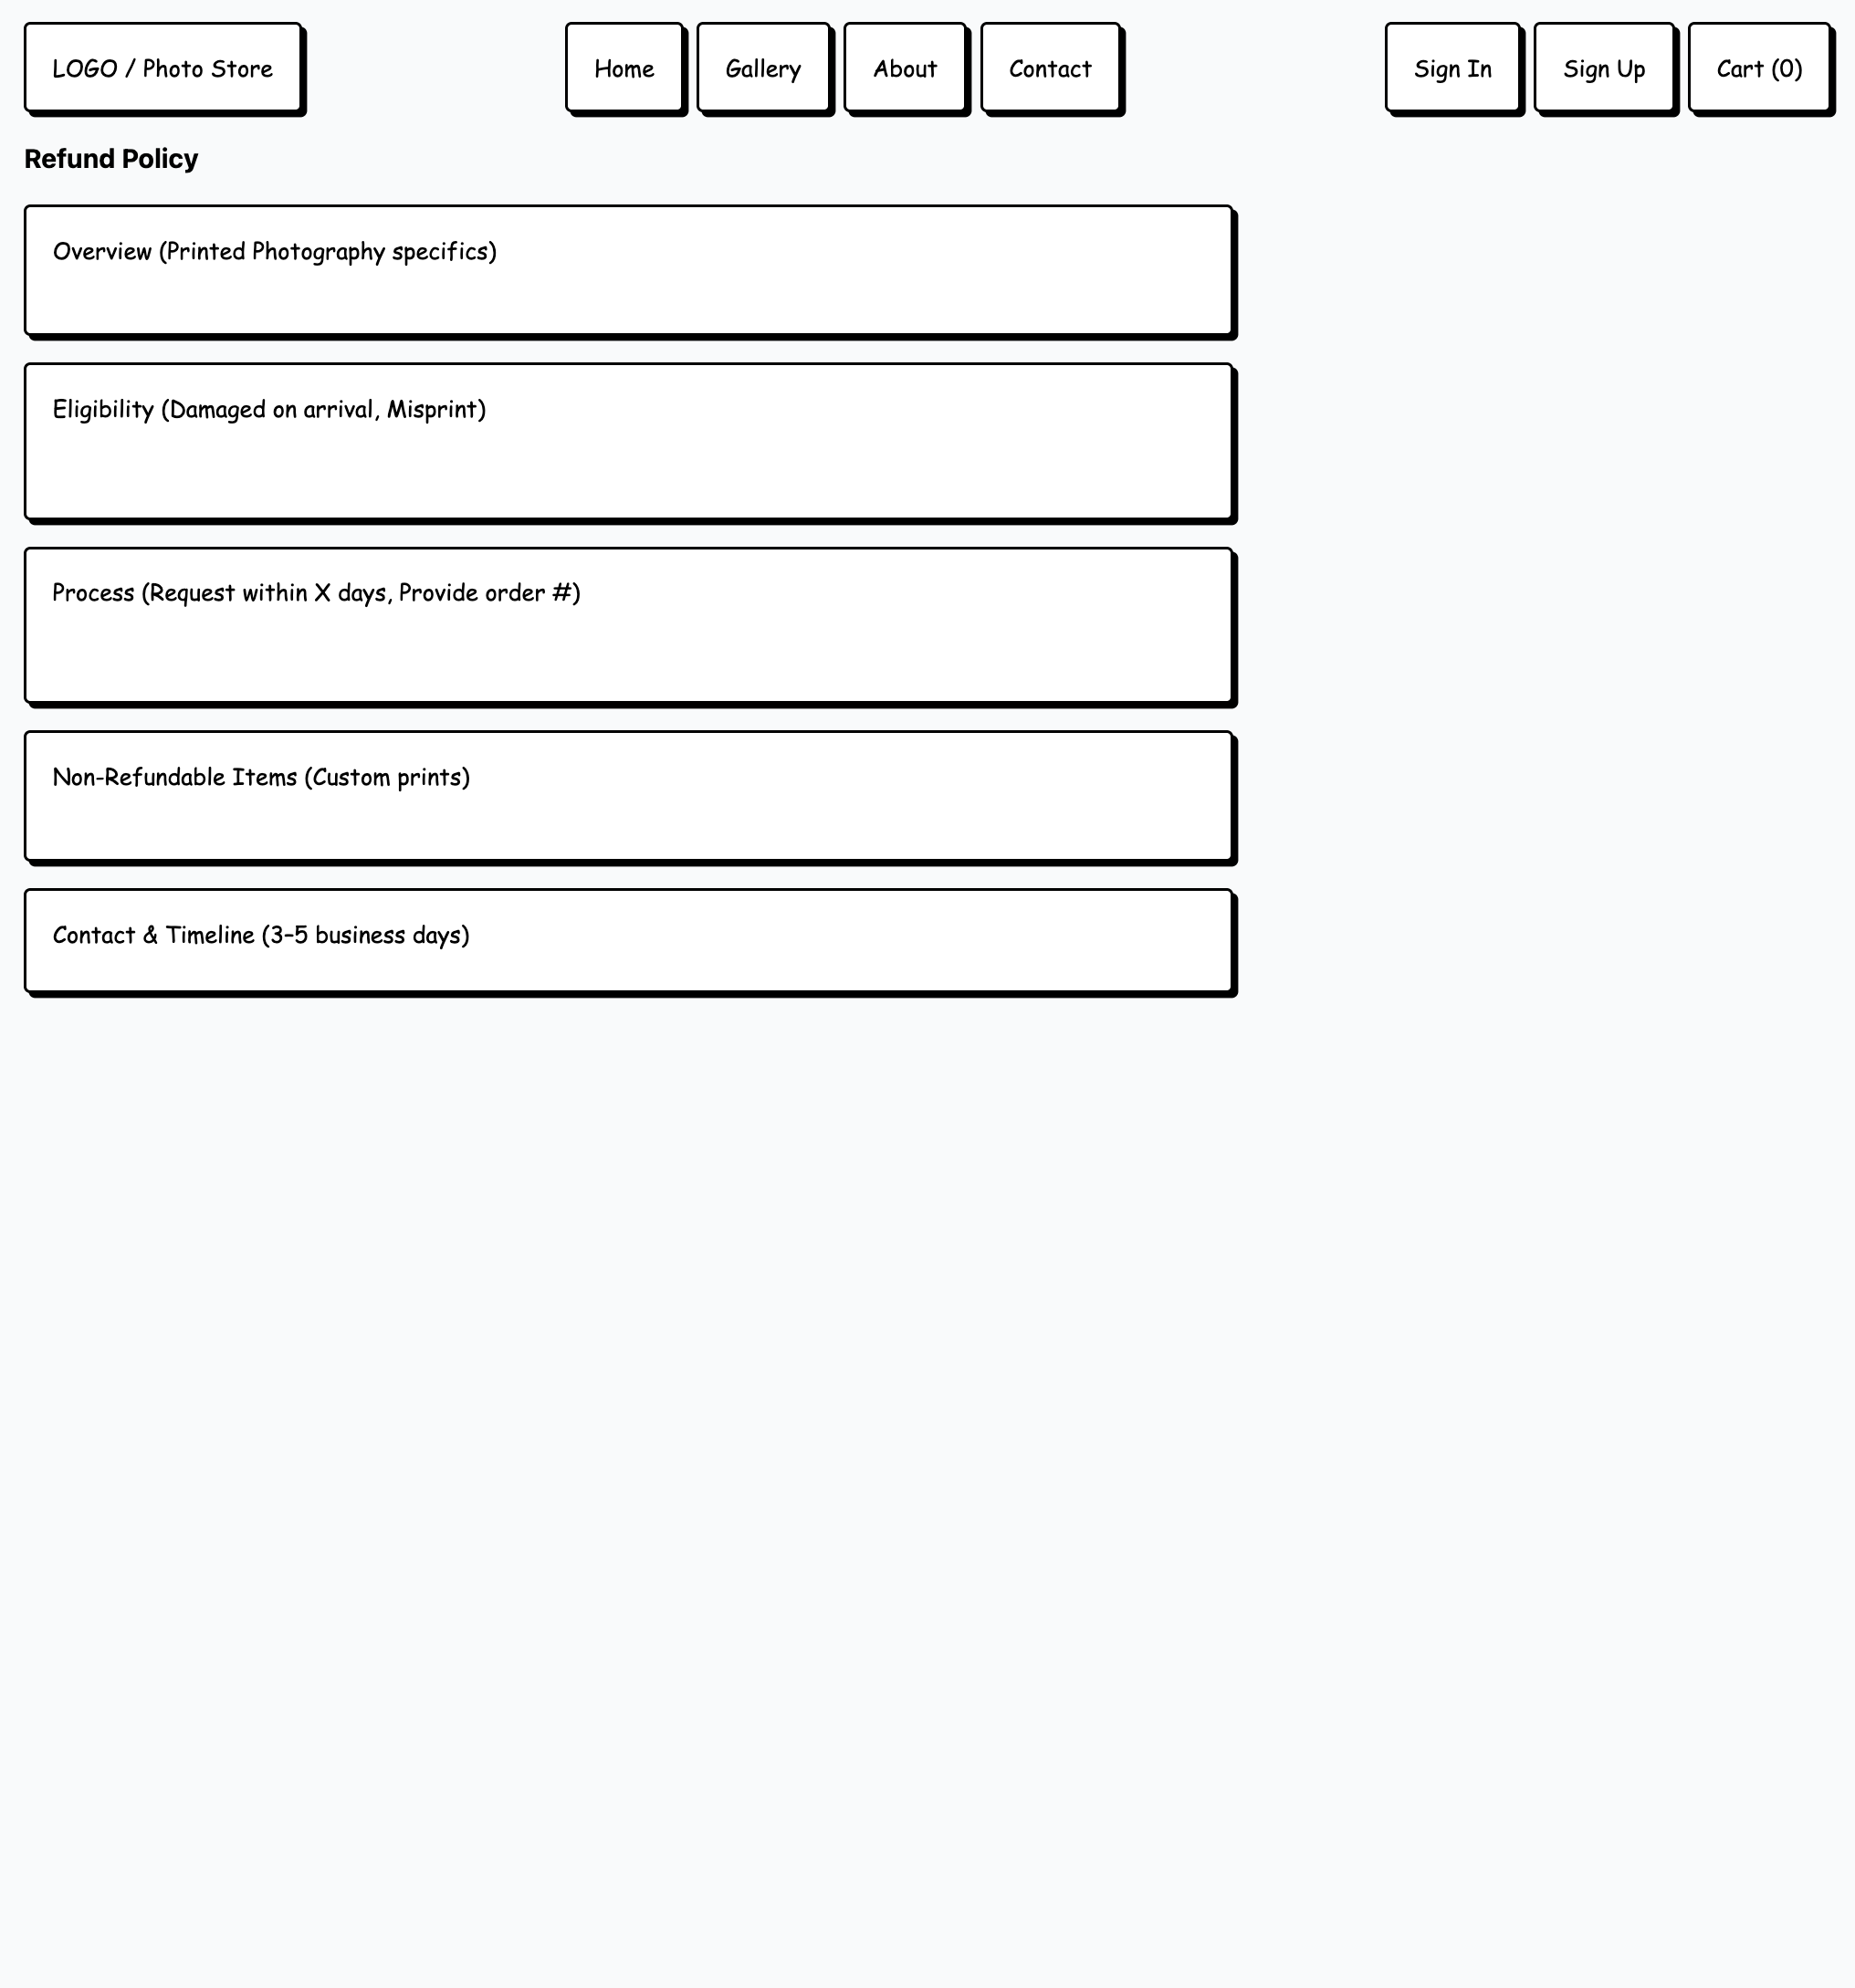 LOGO / Photo Store
Home
Gallery
About
Contact
Sign In
Sign Up
Cart (0)
Refund Policy
Overview (Printed Photography specifics)
Eligibility (Damaged on arrival, Misprint)
Process (Request within X days, Provide order #)
Non-Refundable Items (Custom prints)
Contact & Timeline (3–5 business days)